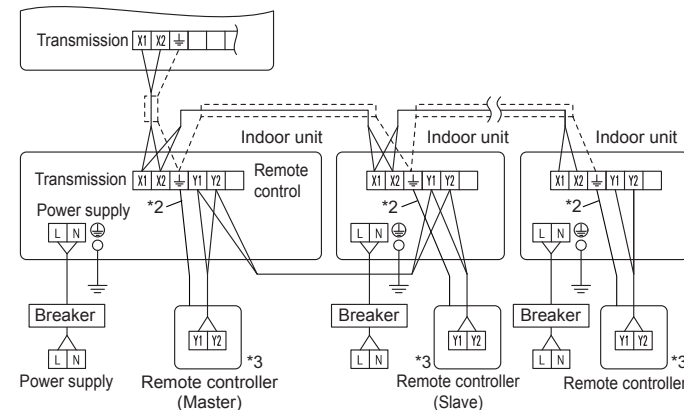 Transmission X1 X2
Indoor unit Indoor unit Indoor unit
Transmission X1 X2 Y1 Y2 Remote control X1 X2 Y1 Y2 X1 X2 Y1 Y2
*2 *2 *2
Power supply
L N L N L N
Breaker Breaker Breaker
Y1 Y2 Y1 Y2 Y1 Y2
L N *3 L N *3 L N *3
Power supply Remote controller (Master) Remote controller (Slave) Remote controller